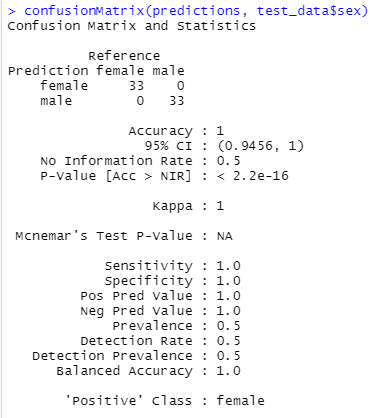 > confusionMatrix(predictions, test_data$sex)
Confusion Matrix and Statistics
Reference
Prediction female male
female 33 0
male 0 33
Accuracy : 1
95% CI : (0.9456, 1)
No Information Rate : 0.5
P-Value [Acc > NIR] : < 2.2e-16
Kappa : 1
Mcnemar's Test P-Value : NA
Sensitivity : 1.0
Specificity : 1.0
Pos Pred Value : 1.0
Neg Pred Value : 1.0
Prevalence : 0.5
Detection Rate : 0.5
Detection Prevalence : 0.5
Balanced Accuracy : 1.0
'Positive' Class : female